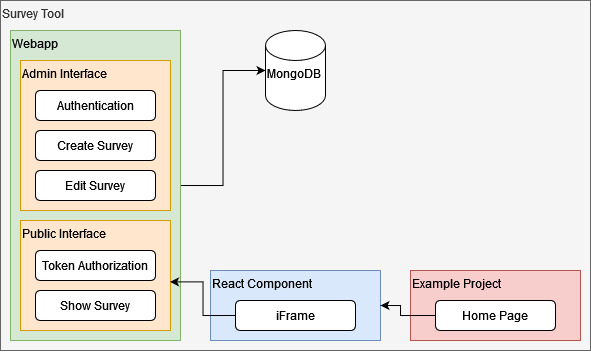 Survey Tool
Webapp
Admin Interface
Authentication
Create Survey
Edit Survey
MongoDB
Public Interface
Token Authorization
Show Survey
React Component
iFrame
Example Project
Home Page